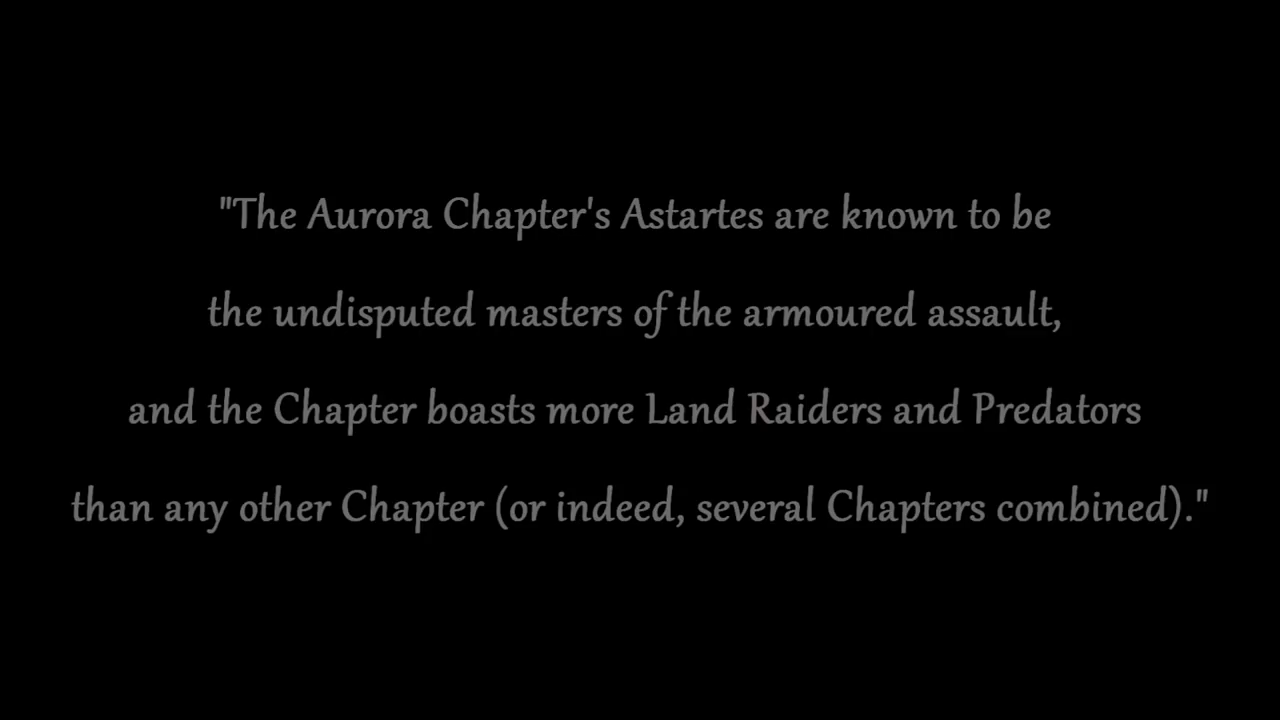 "The Aurora Chapter's Astartes are known to be
the undisputed masters of the armoured assault,
and the Chapter boasts more Land Raiders and Predators
than any other Chapter (or indeed, several Chapters combined)."